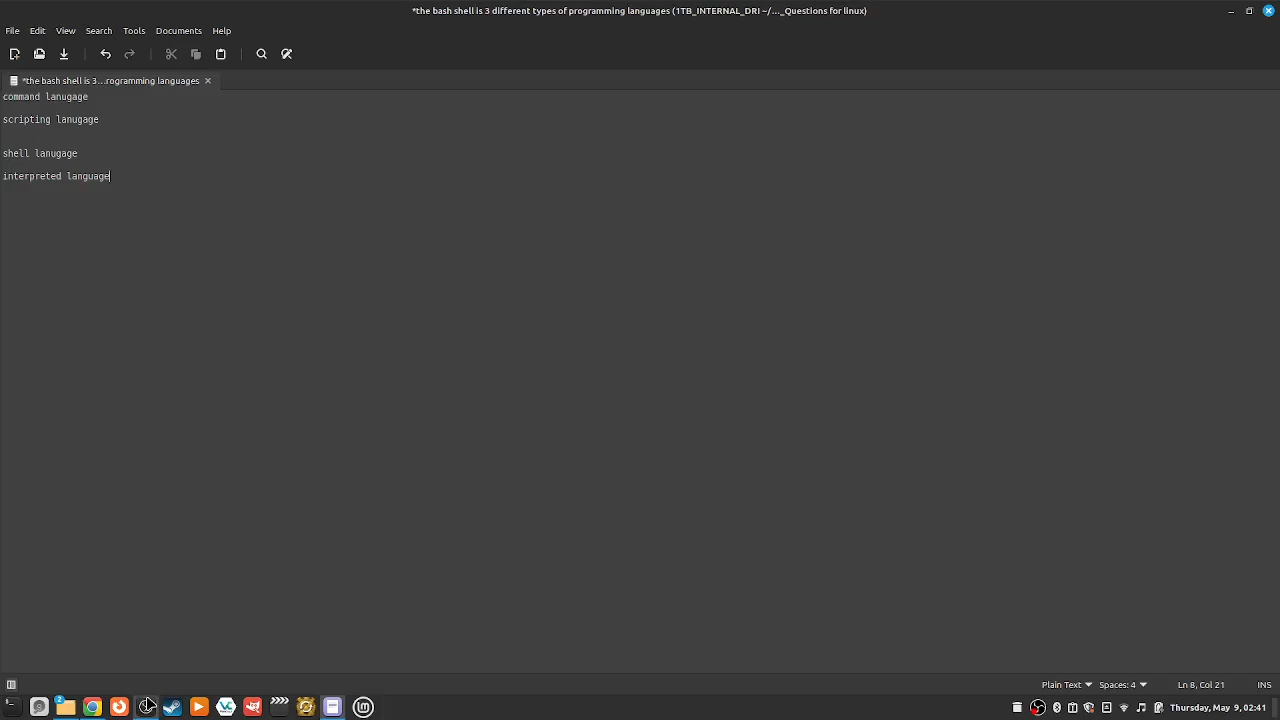 *the bash shell is 3 different types of programming languages (1TB_INTERNAL_DRI ~/..._Questions for linux)
File Edit View Search Tools Documents Help
*the bash shell is 3...rogramming languages
command lanugage
scripting lanugage
shell lanugage
interpreted language
Plain Text Spaces: 4 Ln 8, Col 21 INS
2
Thursday, May 9, 02:41